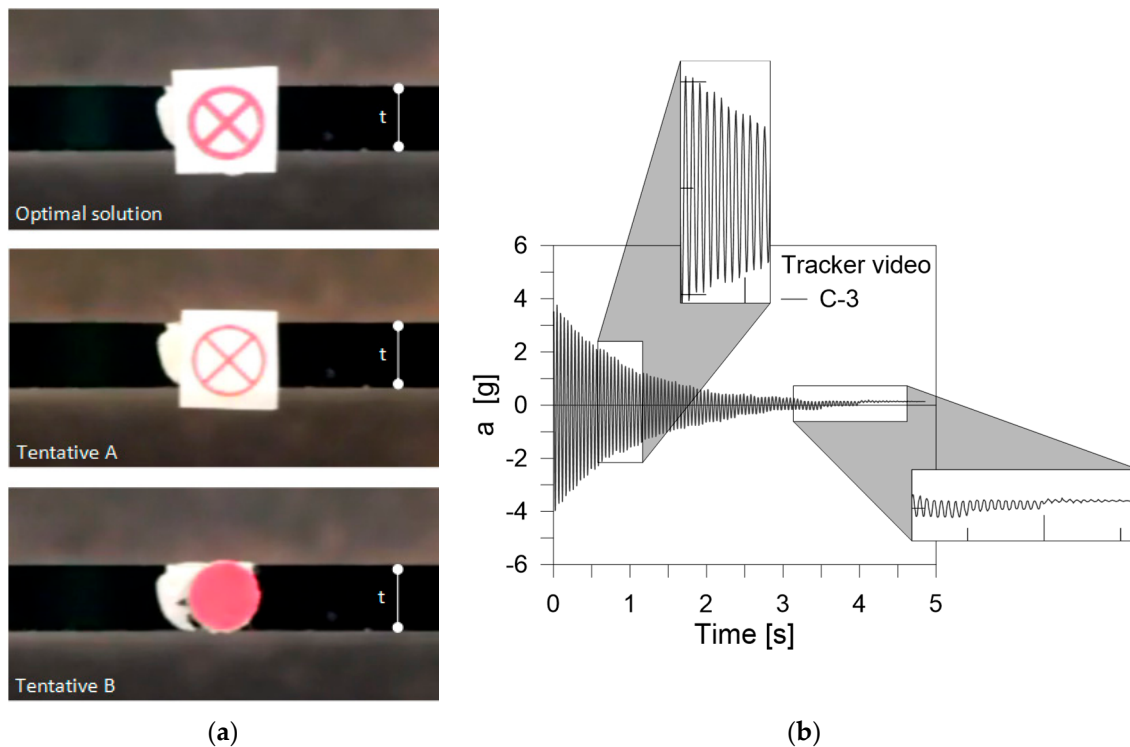 t
Optimal solution
t
Tentative A
t
Tentative B
(a)
6
4
2
0
-2
-4
-6
a [g]
0
1
2
3
4
5
Time [s]
Tracker video
— C-3
(b)